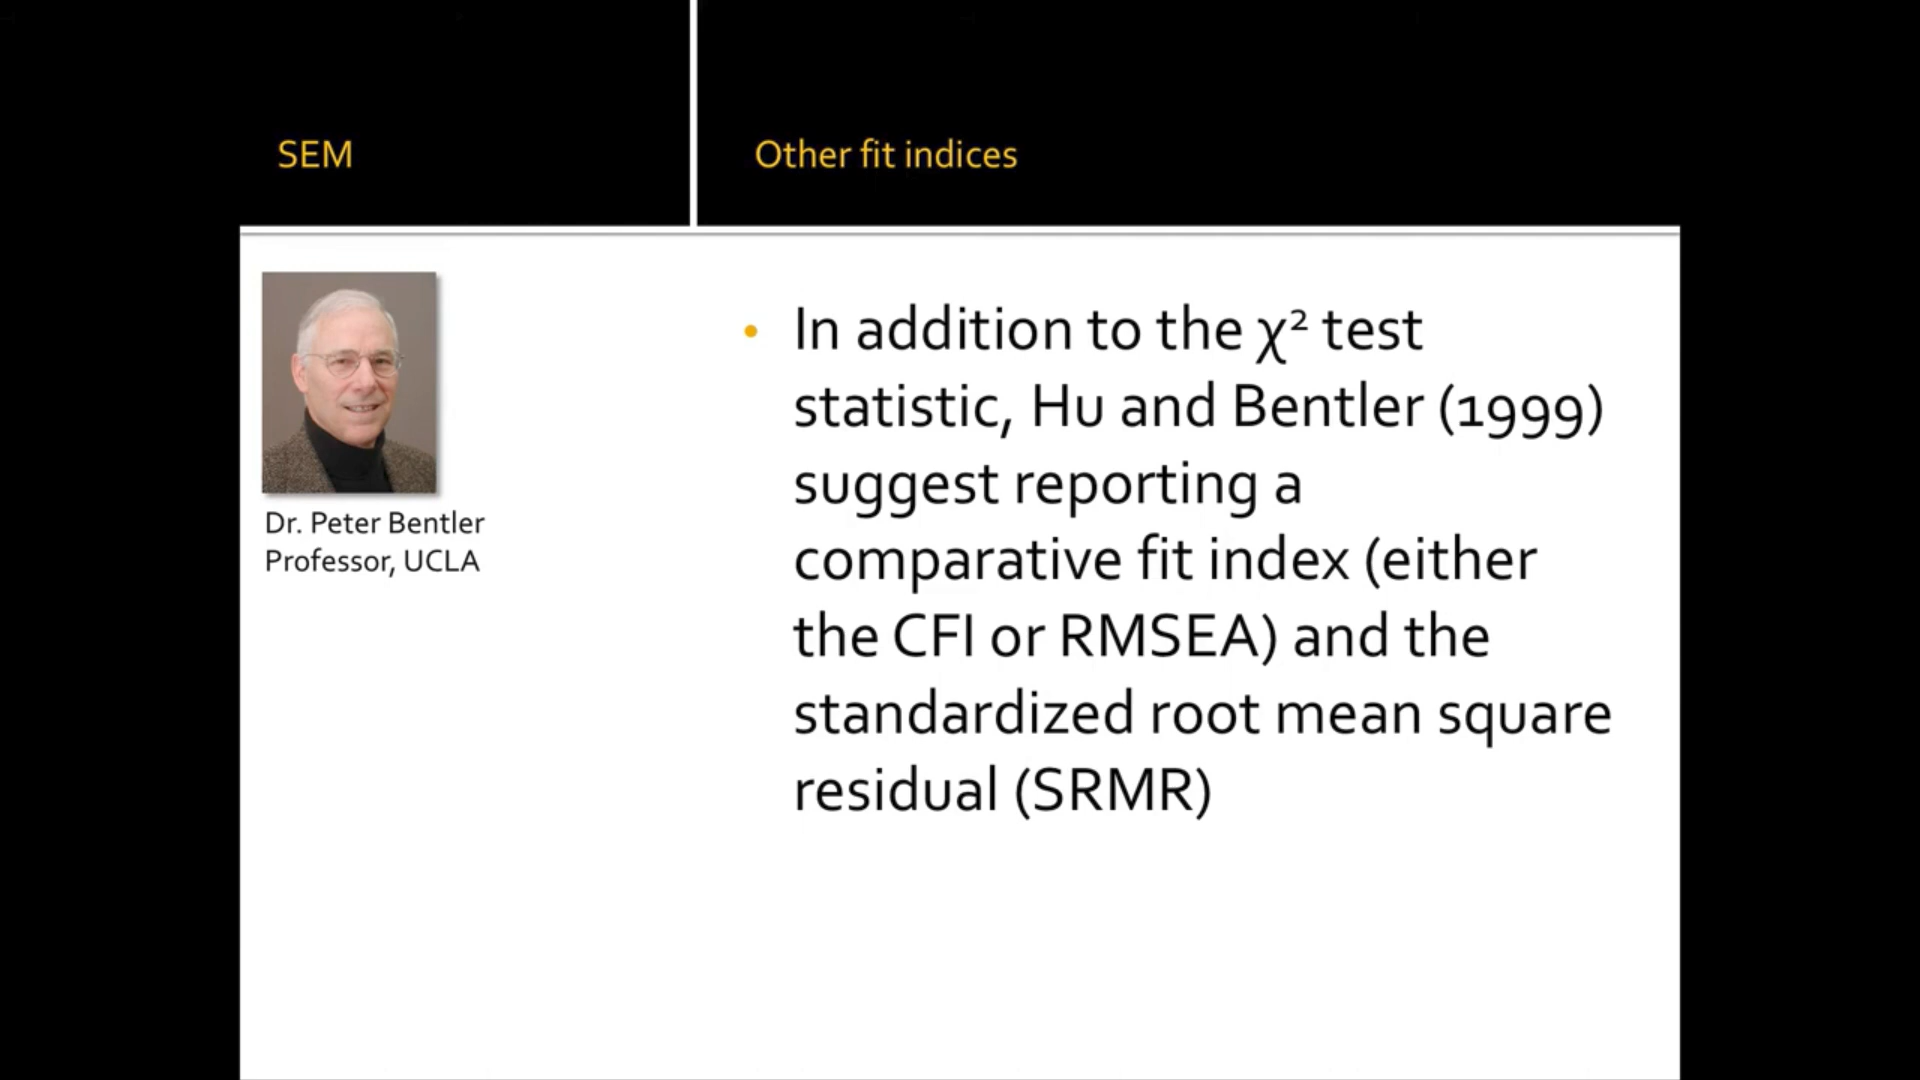 SEM
Other fit indices
Dr. Peter Bentler
Professor, UCLA
• In addition to the χ² test
statistic, Hu and Bentler (1999)
suggest reporting a
comparative fit index (either
the CFI or RMSEA) and the
standardized root mean square
residual (SRMR)